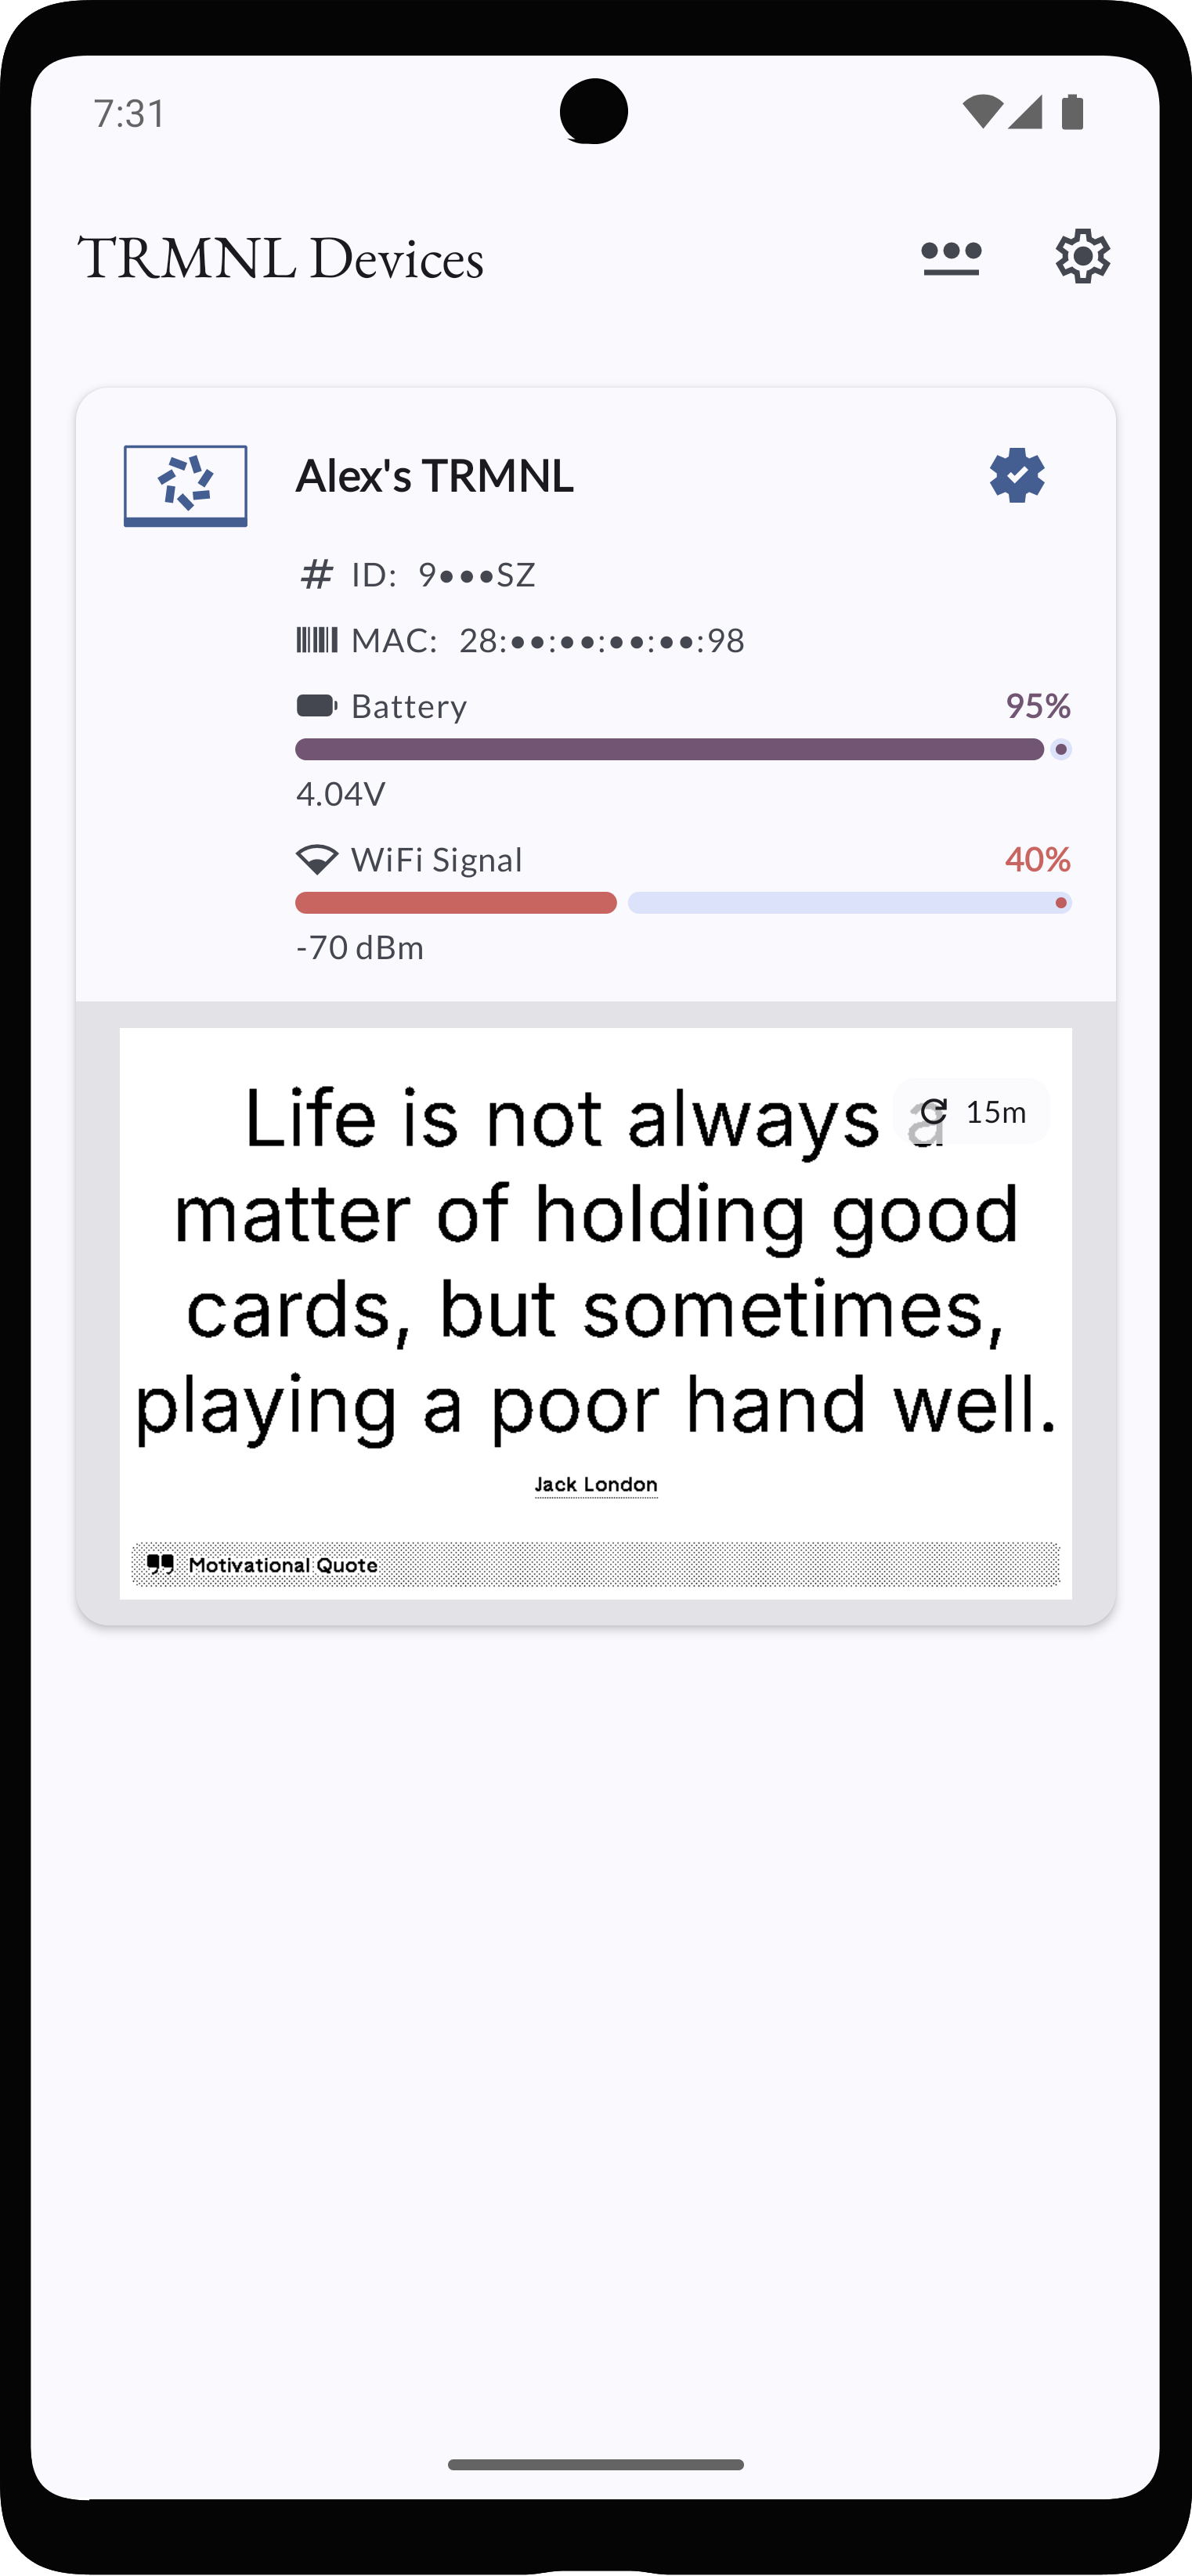 7:31
TRMNL Devices
Alex's TRMNL
# ID: 9•••SZ
MAC: 28:••:••:••:••:98
Battery 95%
4.04V
WiFi Signal 40%
-70 dBm
Life is not always a
15m
matter of holding good
cards, but sometimes,
playing a poor hand well.
Jack London
Motivational Quote